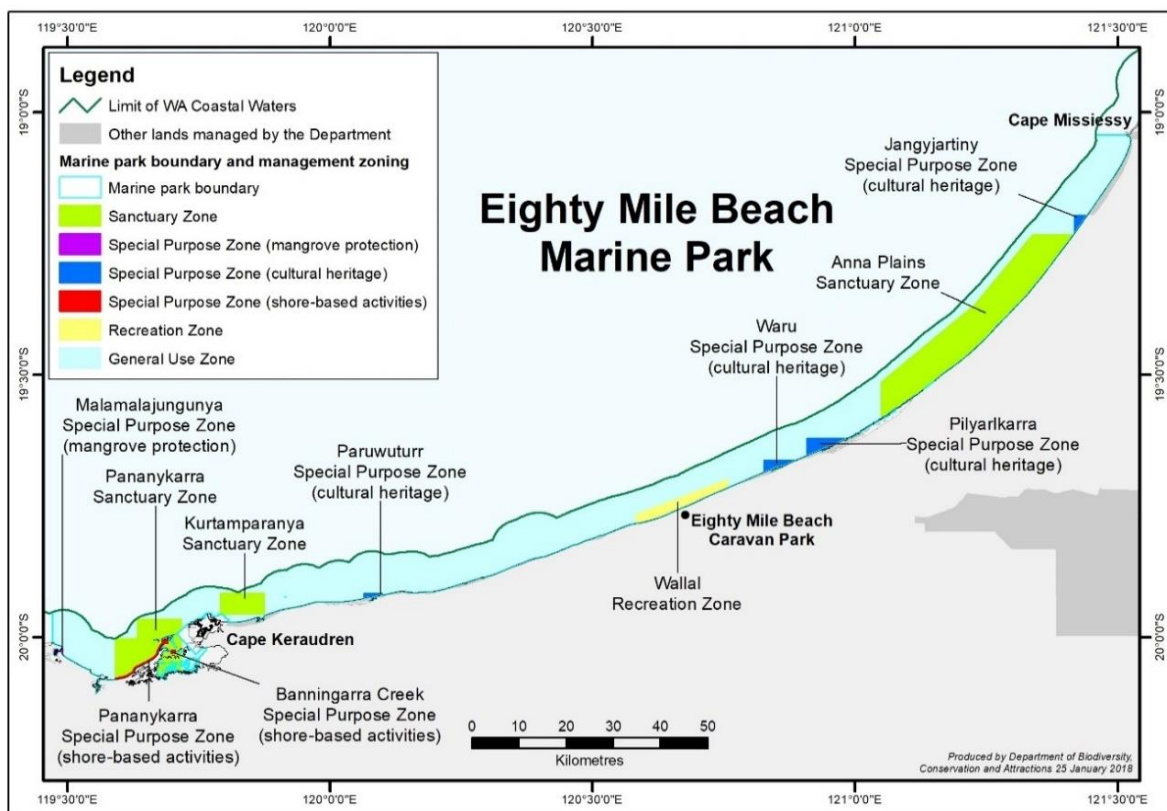 119°30'0"E
120°0'0"E
120°30'0"E
121°0'0"E
121°30'0"E
Legend
Limit of WA Coastal Waters
Other lands managed by the Department
Marine park boundary and management zoning
Marine park boundary
Sanctuary Zone
Special Purpose Zone (mangrove protection)
Special Purpose Zone (cultural heritage)
Special Purpose Zone (shore-based activities)
Recreation Zone
General Use Zone
Eighty Mile Beach
Marine Park
19°0'0"S
19°0'0"S
Cape Missiessy
Jangyjartiny
Special Purpose Zone
(cultural heritage)
Anna Plains
Sanctuary Zone
Waru
Special Purpose Zone
(cultural heritage)
19°30'0"S
19°30'0"S
Pilyarlkarra
Special Purpose Zone
(cultural heritage)
Malamalajungunya
Special Purpose Zone
(mangrove protection)
Pananykarra
Sanctuary Zone
Kurtamparanya
Sanctuary Zone
Paruwuturr
Special Purpose Zone
(cultural heritage)
Eighty Mile Beach
Caravan Park
Wallal
Recreation Zone
20°0'0"S
20°0'0"S
Cape Keraudren
Pananykarra
Special Purpose Zone
(shore-based activities)
Banningarra Creek
Special Purpose Zone
(shore-based activities)
0 10 20 30 40 50
Kilometres
Produced by Department of Biodiversity,
Conservation and Attractions 25 January 2018
119°30'0"E
120°0'0"E
120°30'0"E
121°0'0"E
121°30'0"E